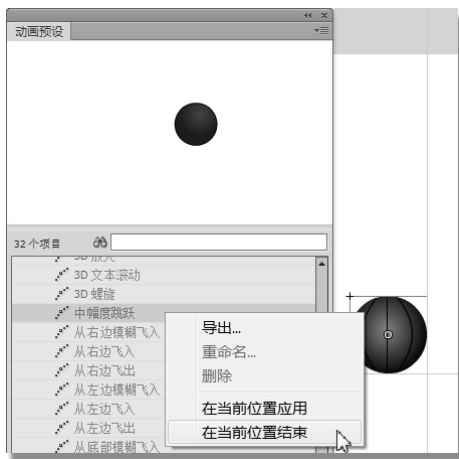 动画预设
32 个项目
3D 放大
3D 文本滚动
3D 螺旋
中幅度跳跃
从右边模糊飞入
从右边飞入
从右边飞出
从左边模糊飞入
从左边飞入
从左边飞出
从底部模糊飞入
导出...
重命名...
删除
在当前位置应用
在当前位置结束